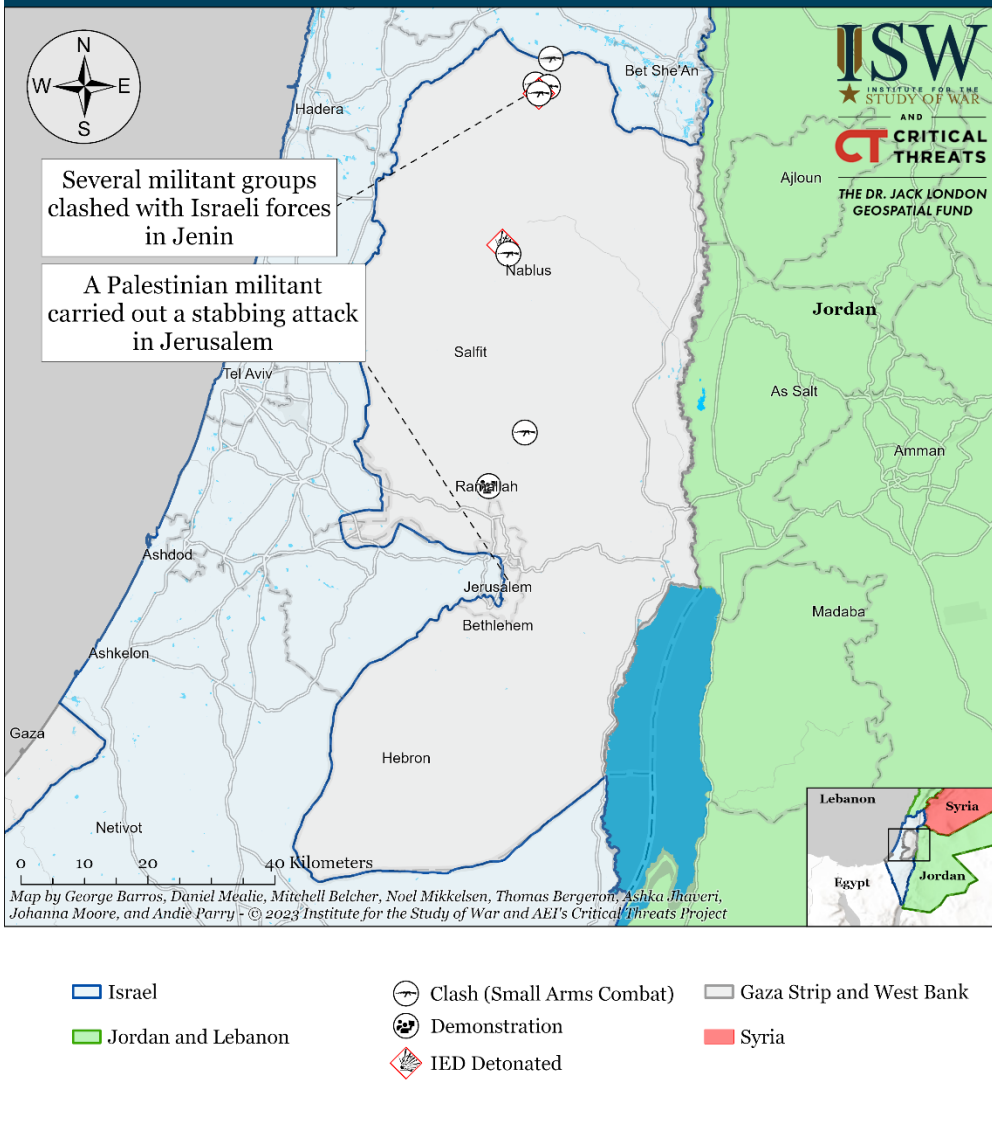 N
W
E
S
ISW
INSTITUTE FOR THE
STUDY OF WAR
AND
CT CRITICAL
THREATS
THE DR. JACK LONDON
GEOSPATIAL FUND
Bet She'An
Hadera
Ajloun
Several militant groups
clashed with Israeli forces
in Jenin
A Palestinian militant
carried out a stabbing attack
in Jerusalem
Nablus
Jordan
Salfit
Tel Aviv
As Salt
Amman
Ramallah
Ashdod
Jerusalem
Madaba
Bethlehem
Ashkelon
Gaza
Hebron
Netivot
0 10 20 40 Kilometers
Lebanon
Syria
Egypt
Jordan
Map by George Barros, Daniel Mealie, Mitchell Belcher, Noel Mikkelsen, Thomas Bergeron, Ashka Jhaveri,
Johanna Moore, and Andie Parry - © 2023 Institute for the Study of War and AEI's Critical Threats Project
Israel
Clash (Small Arms Combat)
Gaza Strip and West Bank
Demonstration
Jordan and Lebanon
Syria
IED Detonated